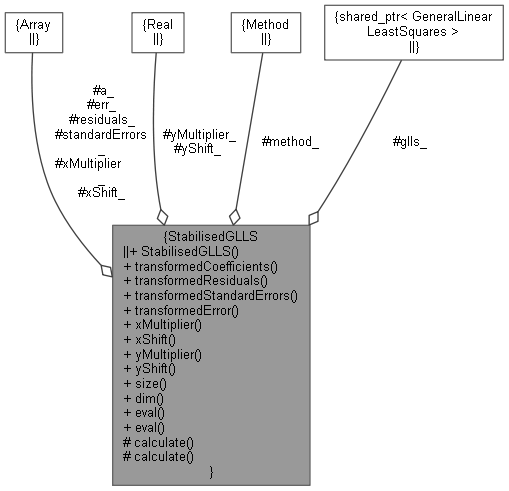 {Array
||}
{Real
||}
{Method
||}
{shared_ptr< GeneralLinear
LeastSquares >
||}
#a_
#err_
#residuals_
#standardErrors
_
#xMultiplier
_
#xShift_
#yMultiplier_
#yShift_
#method_
#glls_
{StabilisedGLLS
||+ StabilisedGLLS()
+ transformedCoefficients()
+ transformedResiduals()
+ transformedStandardErrors()
+ transformedError()
+ xMultiplier()
+ xShift()
+ yMultiplier()
+ yShift()
+ size()
+ dim()
+ eval()
+ eval()
# calculate()
# calculate()
}